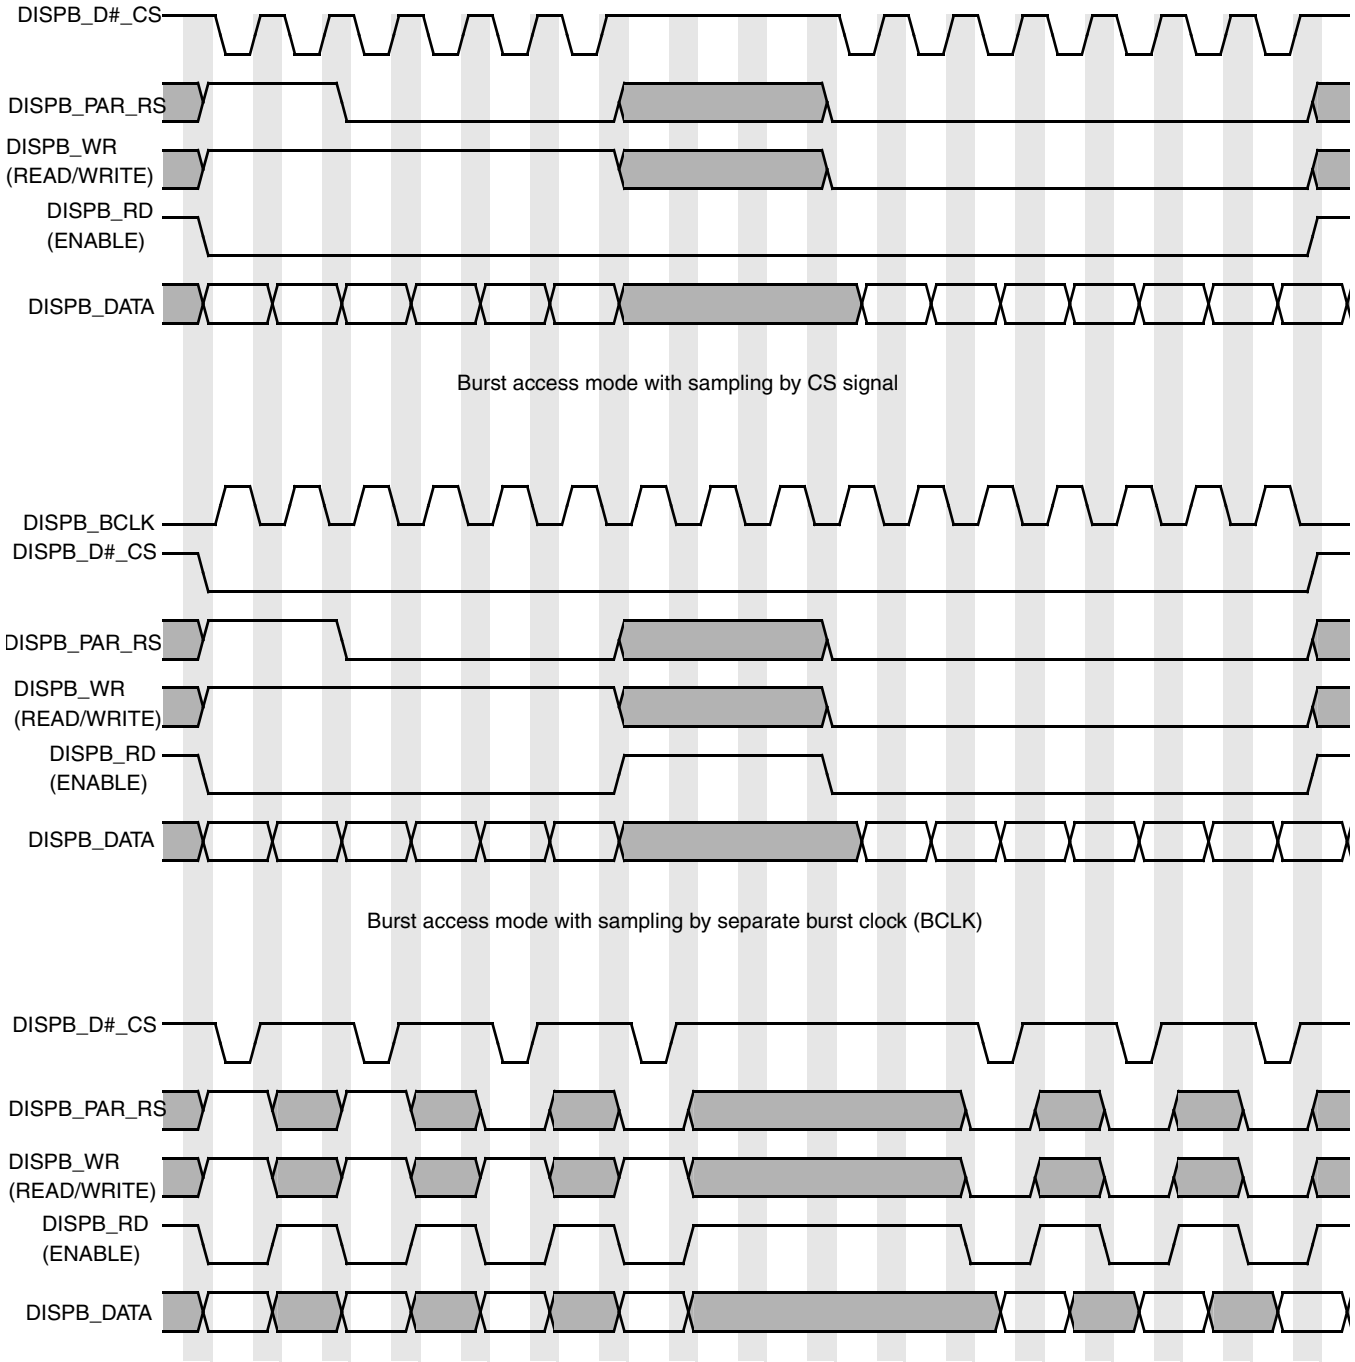 DISPB_D#_CS
DISPB_PAR_RS
DISPB_WR
(READ/WRITE)
DISPB_RD
(ENABLE)
DISPB_DATA
Burst access mode with sampling by CS signal
DISPB_BCLK
DISPB_D#_CS
DISPB_PAR_RS
DISPB_WR
(READ/WRITE)
DISPB_RD
(ENABLE)
DISPB_DATA
Burst access mode with sampling by separate burst clock (BCLK)
DISPB_D#_CS
DISPB_PAR_RS
DISPB_WR
(READ/WRITE)
DISPB_RD
(ENABLE)
DISPB_DATA